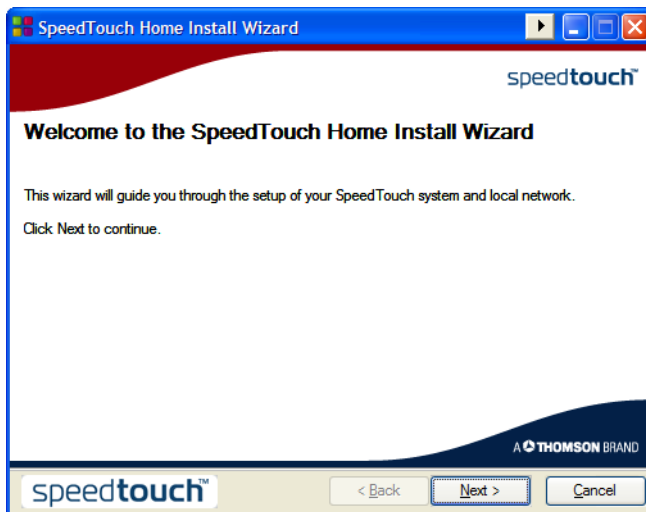 SpeedTouch Home Install Wizard
speedtouch™
Welcome to the SpeedTouch Home Install Wizard
This wizard will guide you through the setup of your SpeedTouch system and local network.
Click Next to continue.
A THOMSON BRAND
speedtouch™
< Back
Next >
Cancel